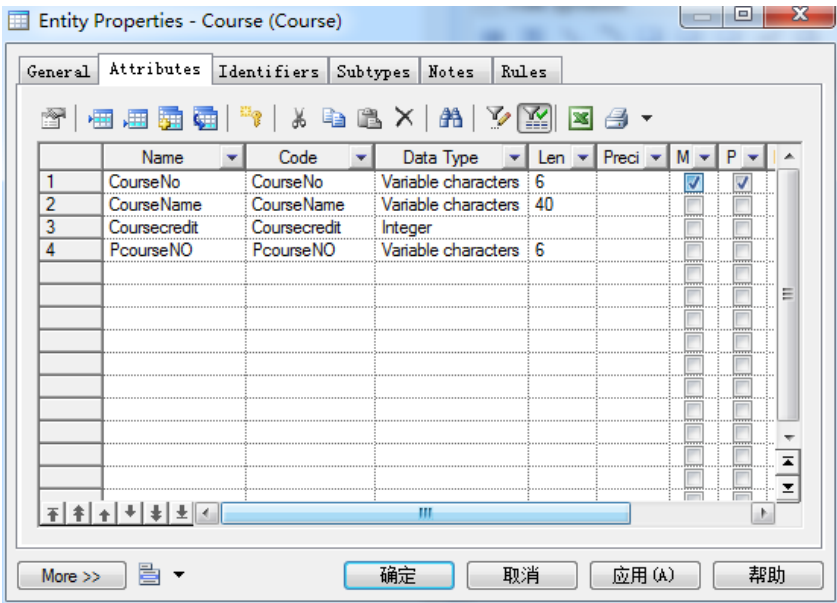 Entity Properties - Course (Course)
General Attributes Identifiers Subtypes Notes Rules
Name Code Data Type Len Preci M P
1 CourseNo CourseNo Variable characters 6
2 CourseName CourseName Variable characters 40
3 Coursecredit Coursecredit Integer
4 PcourseNO PcourseNO Variable characters 6
More >> 确定 取消 应用(A) 帮助